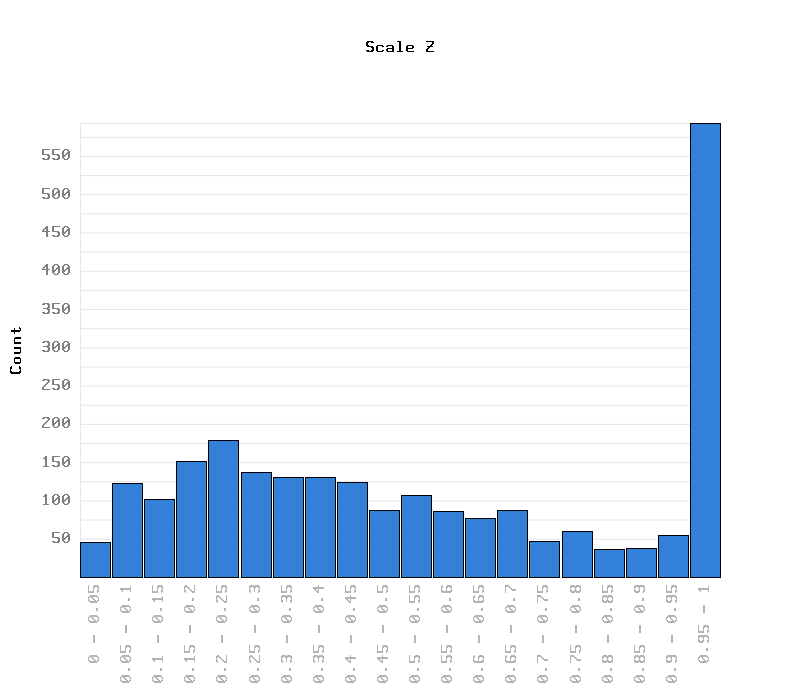 Scale Z
Count
550
500
450
400
350
300
250
200
150
100
50
0 - 0.05
0.05 - 0.1
0.1 - 0.15
0.15 - 0.2
0.2 - 0.25
0.25 - 0.3
0.3 - 0.35
0.35 - 0.4
0.4 - 0.45
0.45 - 0.5
0.5 - 0.55
0.55 - 0.6
0.6 - 0.65
0.65 - 0.7
0.7 - 0.75
0.75 - 0.8
0.8 - 0.85
0.85 - 0.9
0.9 - 0.95
0.95 - 1